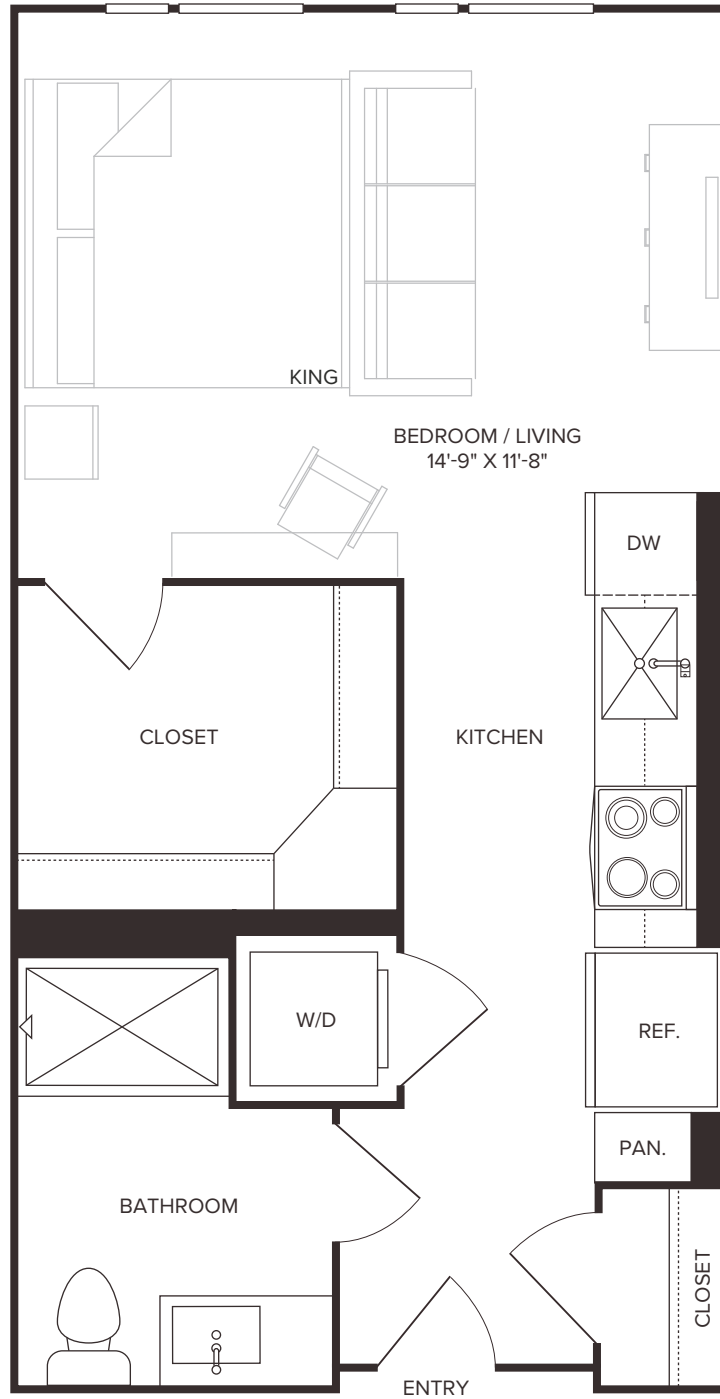 KING
BEDROOM / LIVING
14'-9" X 11'-8"
DW
CLOSET
KITCHEN
W/D
REF.
PAN.
BATHROOM
CLOSET
ENTRY